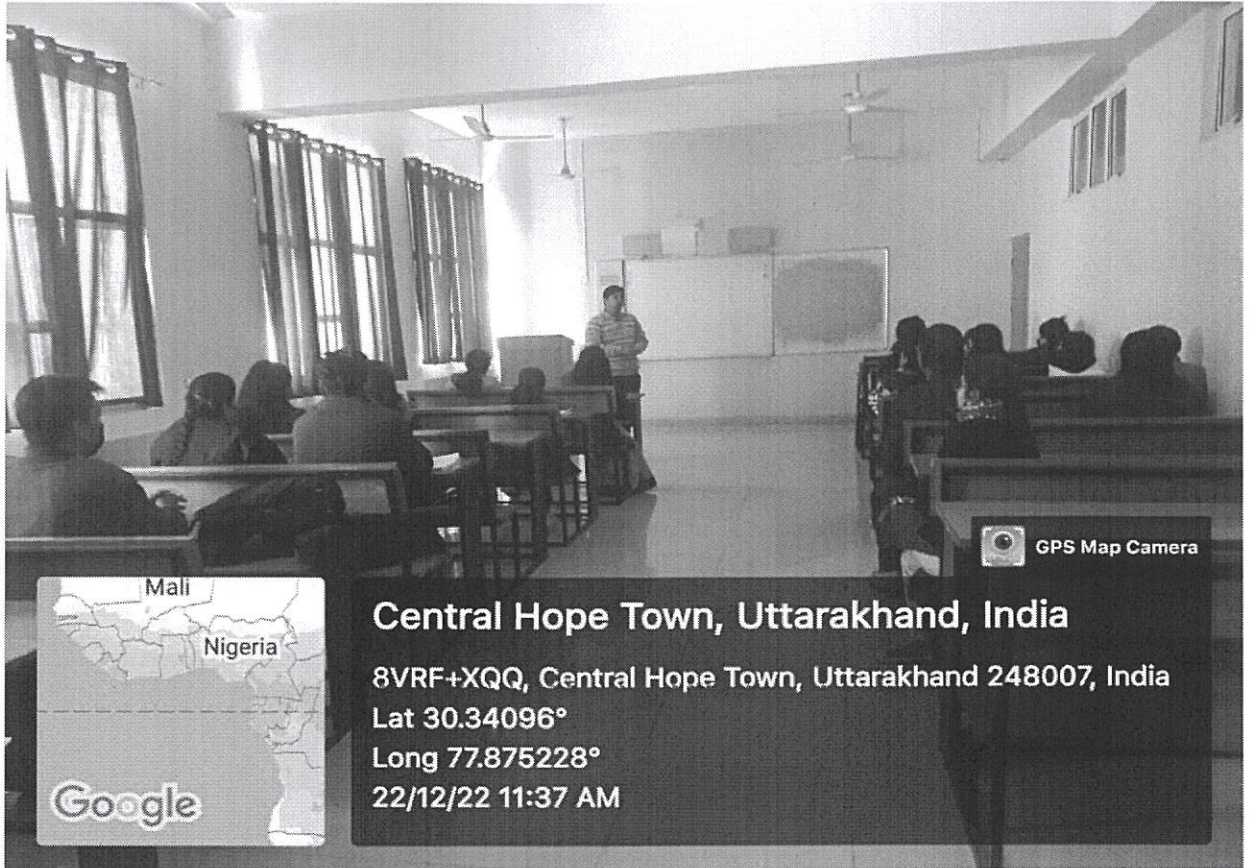 GPS Map Camera
Mali
Nigeria
Google
Central Hope Town, Uttarakhand, India
8VRF+XQQ, Central Hope Town, Uttarakhand 248007, India
Lat 30.34096°
Long 77.875228°
22/12/22 11:37 AM